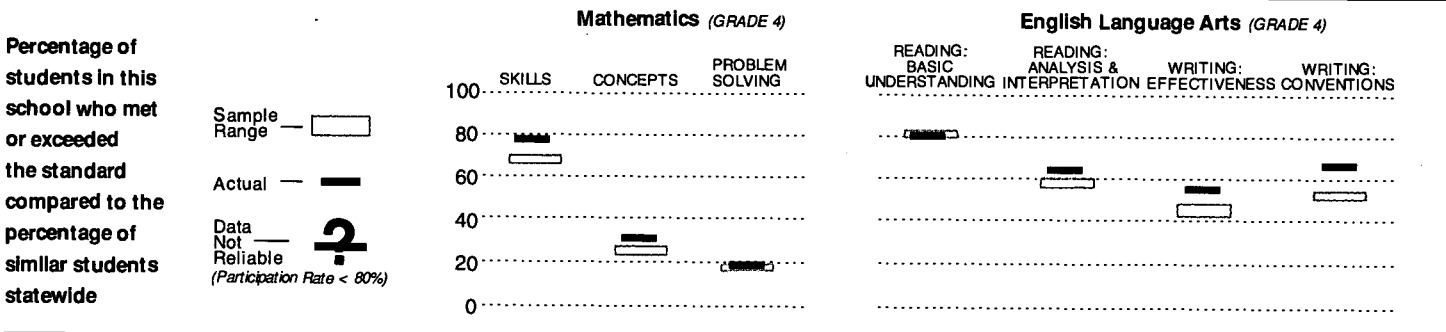 Percentage of
students in this
school who met
or exceeded
the standard
compared to the
percentage of
similar students
statewide
Sample
Range
Actual
Data
Not
Reliable
?
(Participation Rate < 80%)
Mathematics (GRADE 4)
SKILLS
CONCEPTS
PROBLEM
SOLVING
100
80
60
40
20
0
English Language Arts (GRADE 4)
READING:
BASIC
UNDERSTANDING
READING:
ANALYSIS &
INTERPRETATION
WRITING:
EFFECTIVENESS
WRITING:
CONVENTIONS